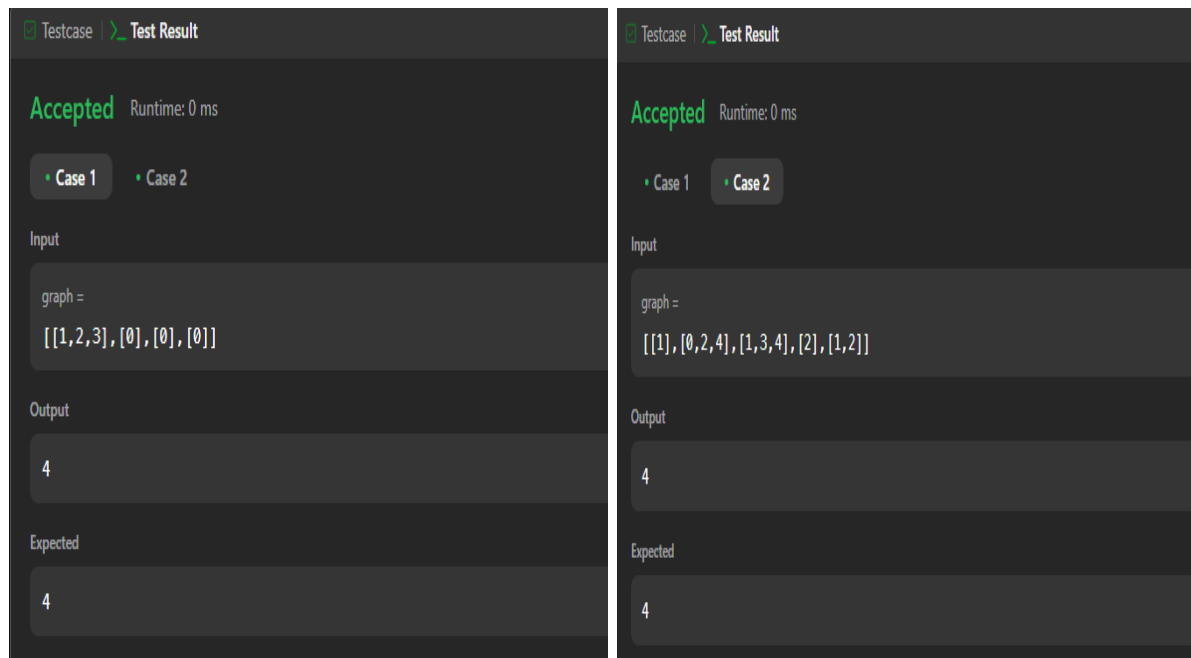 Testcase | >_ Test Result
Accepted Runtime: 0 ms
• Case 1 • Case 2
Input
graph =
[[1,2,3],[0],[0],[0]]
Output
4
Expected
4
Testcase | >_ Test Result
Accepted Runtime: 0 ms
• Case 1 • Case 2
Input
graph =
[[1],[0,2,4],[1,3,4],[2],[1,2]]
Output
4
Expected
4